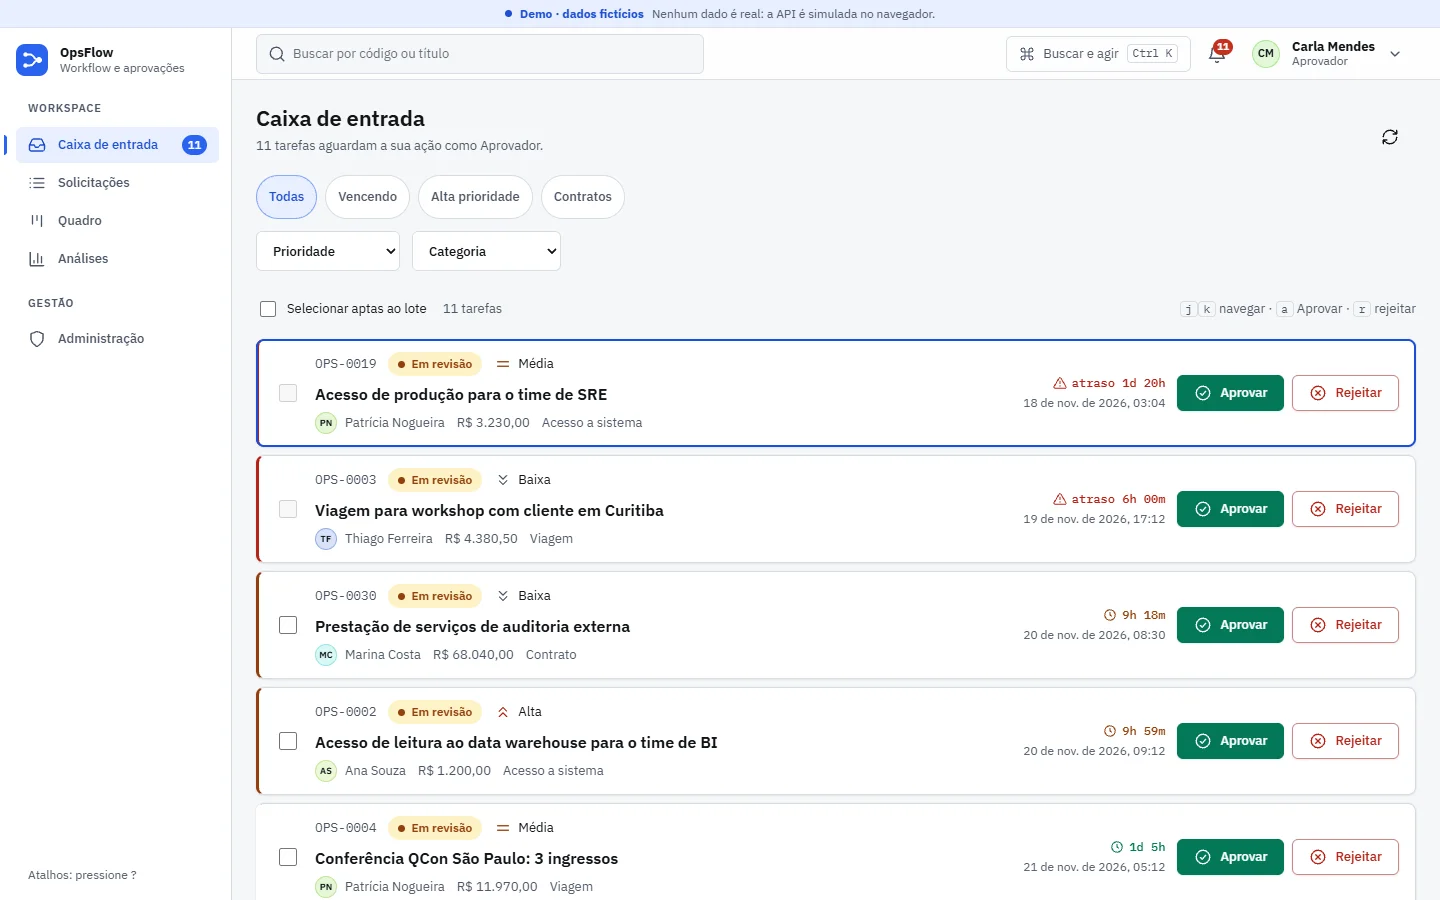 Demo · dados fictícios Nenhum dado é real: a API é simulada no navegador.
OpsFlow
Workflow e aprovações
Buscar por código ou título
Buscar e agir Ctrl K
11
CM
Carla Mendes
Aprovador
WORKSPACE
Caixa de entrada 11
Solicitações
Quadro
Análises
GESTÃO
Administração
Atalhos: pressione ?
Caixa de entrada
11 tarefas aguardam a sua ação como Aprovador.
Todas Vencendo Alta prioridade Contratos
Prioridade Categoria
Selecionar aptas ao lote 11 tarefas
j k navegar · a Aprovar · r rejeitar
OPS-0019 Em revisão Média
Acesso de produção para o time de SRE
PN Patrícia Nogueira R$ 3.230,00 Acesso a sistema
atraso 1d 20h
18 de nov. de 2026, 03:04
Aprovar Rejeitar
OPS-0003 Em revisão Baixa
Viagem para workshop com cliente em Curitiba
TF Thiago Ferreira R$ 4.380,50 Viagem
atraso 6h 00m
19 de nov. de 2026, 17:12
Aprovar Rejeitar
OPS-0030 Em revisão Baixa
Prestação de serviços de auditoria externa
MC Marina Costa R$ 68.040,00 Contrato
9h 18m
20 de nov. de 2026, 08:30
Aprovar Rejeitar
OPS-0002 Em revisão Alta
Acesso de leitura ao data warehouse para o time de BI
AS Ana Souza R$ 1.200,00 Acesso a sistema
9h 59m
20 de nov. de 2026, 09:12
Aprovar Rejeitar
OPS-0004 Em revisão Média
Conferência QCon São Paulo: 3 ingressos
PN Patrícia Nogueira R$ 11.970,00 Viagem
1d 5h
21 de nov. de 2026, 05:12
Aprovar Rejeitar